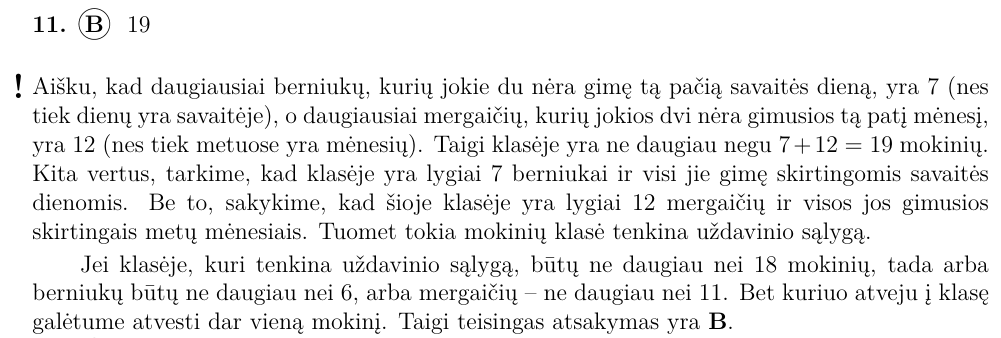 11. B 19
! Aišku, kad daugiausiai berniukų, kurių jokie du nėra gimę tą pačią savaitės dieną, yra 7 (nes
tiek dienų yra savaitėje), o daugiausiai mergaičių, kurių jokios dvi nėra gimusios tą patį mėnesį,
yra 12 (nes tiek metuose yra mėnesių). Taigi klasėje yra ne daugiau negu 7 + 12 = 19 mokinių.
Kita vertus, tarkime, kad klasėje yra lygiai 7 berniukai ir visi jie gimę skirtingomis savaitės
dienomis. Be to, sakykime, kad šioje klasėje yra lygiai 12 mergaičių ir visos jos gimusios
skirtingais metų mėnesiais. Tuomet tokia mokinių klasė tenkina uždavinio sąlygą.
Jei klasėje, kuri tenkina uždavinio sąlygą, būtų ne daugiau nei 18 mokinių, tada arba
berniukų būtų ne daugiau nei 6, arba mergaičių – ne daugiau nei 11. Bet kuriuo atveju į klasę
galėtume atvesti dar vieną mokinį. Taigi teisingas atsakymas yra B.